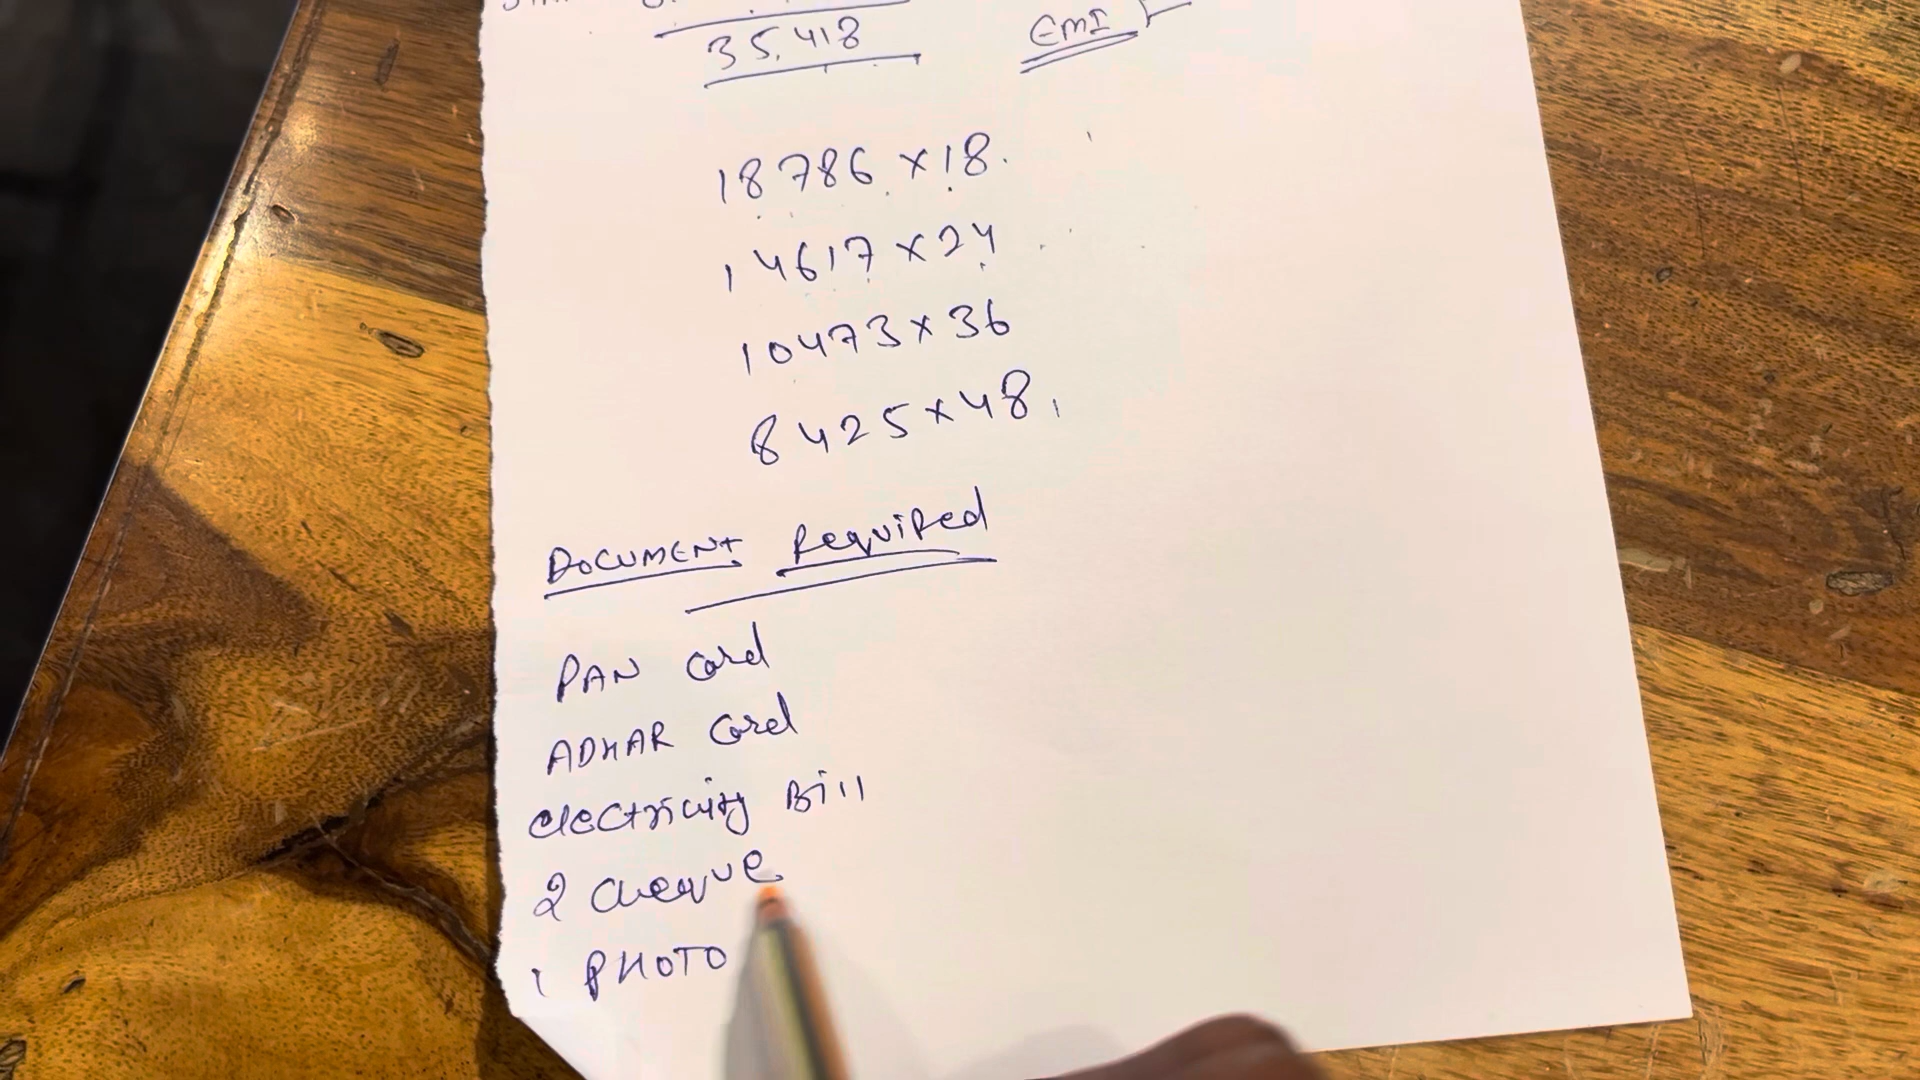 35,418 EMI
18786 x 18.
14617 x 24
10473 x 36
8425 x 48
DOCUMENT Required
PAN Card
ADHAR Card
electricity Bill
2 Cheque
1 PHOTO